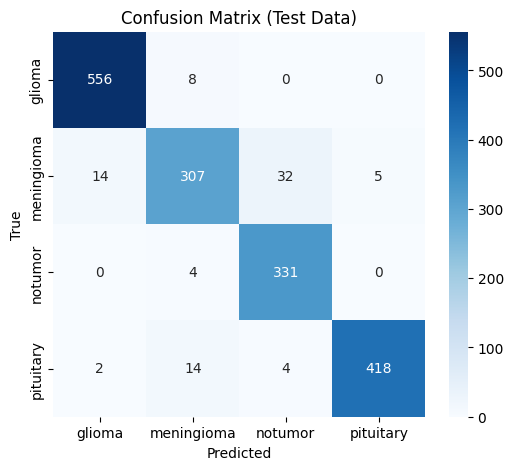 Confusion Matrix (Test Data)
glioma 556 8 0 0
meningioma 14 307 32 5
notumor 0 4 331 0
pituitary 2 14 4 418
glioma meningioma notumor pituitary
Predicted
True
500
400
300
200
100
0